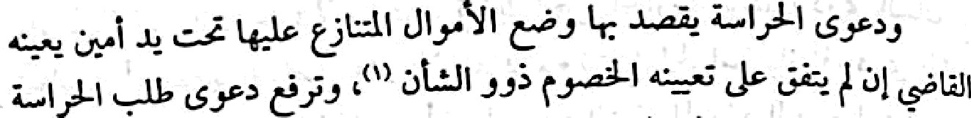 ودعوى الحراسة يقصد بها وضع الأموال المتنازع عليها تحت يد أمين يعينه
القاضي إن لم يتفق على تعيينه الخصوم ذوو الشأن (١)، وترفع دعوى طلب الحراسة